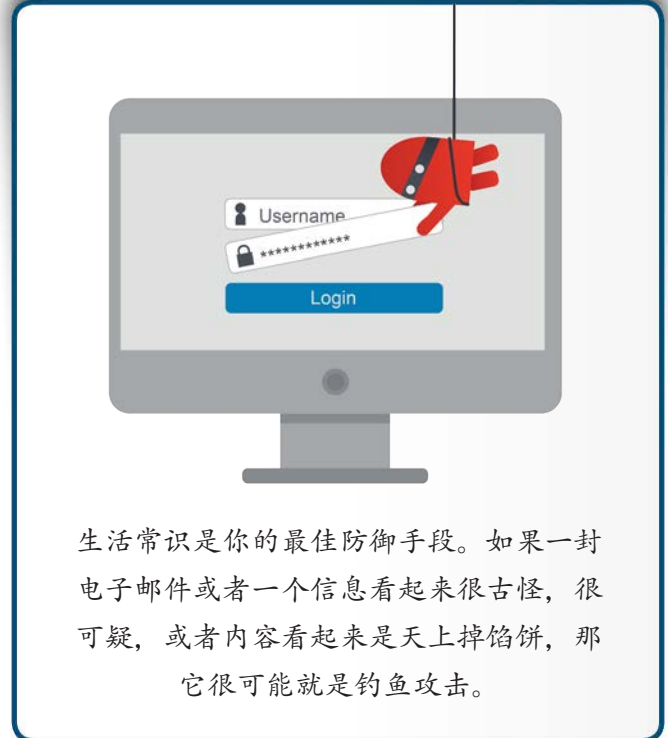 Username
************
Login
生活常识是你的最佳防御手段。如果一封
电子邮件或者一个信息看起来很古怪，很
可疑，或者内容看起来是天上掉馅饼，那
它很可能就是钓鱼攻击。